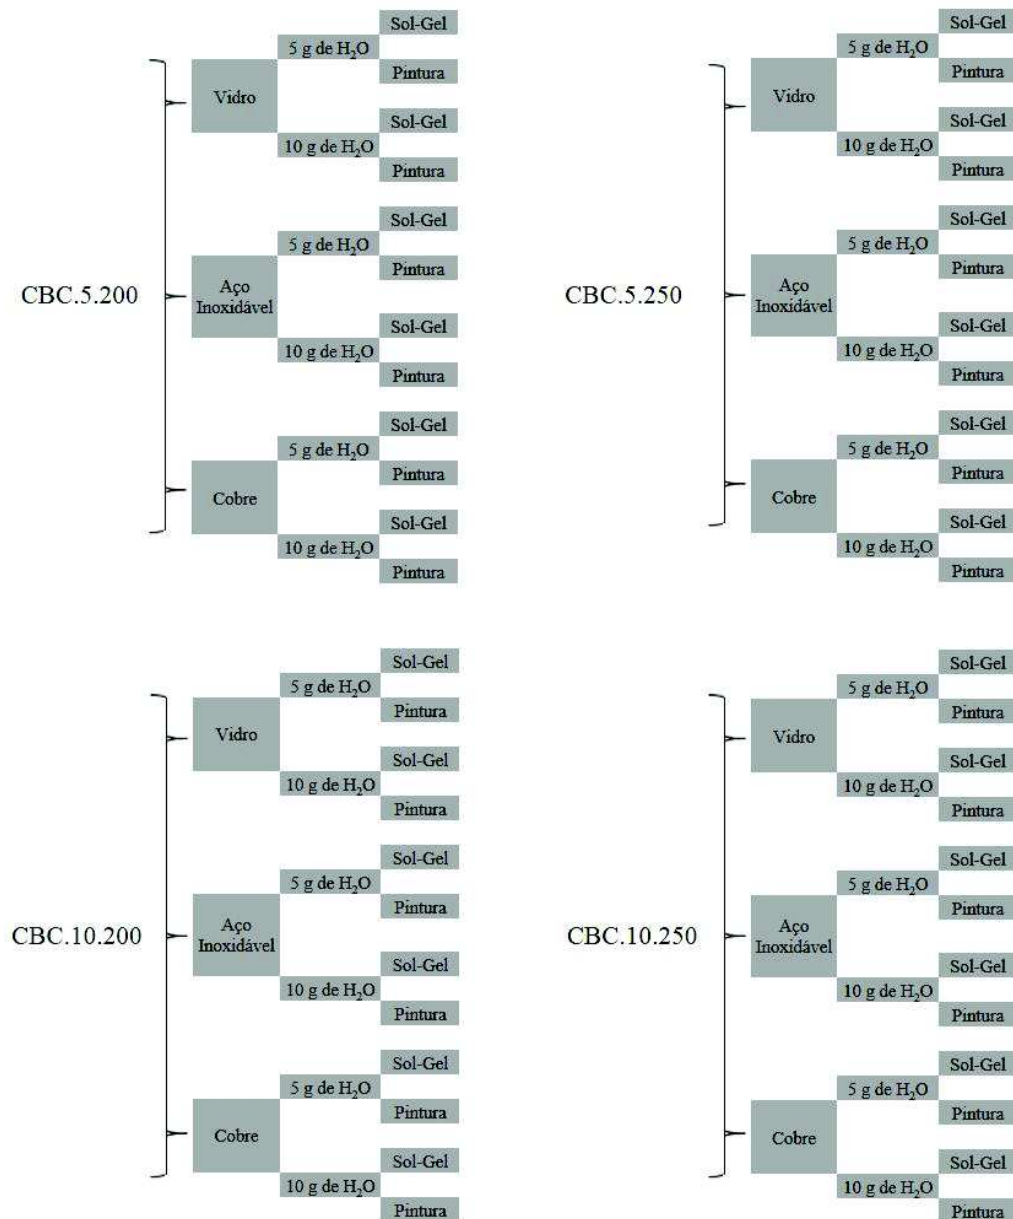 Sol-Gel
5 g de H₂O
Pintura
Vidro
Sol-Gel
10 g de H₂O
Pintura
Sol-Gel
5 g de H₂O
Pintura
CBC.5.200
Aço
Inoxidável
Sol-Gel
10 g de H₂O
Pintura
Sol-Gel
5 g de H₂O
Pintura
Cobre
Sol-Gel
10 g de H₂O
Pintura
Sol-Gel
5 g de H₂O
Pintura
Vidro
Sol-Gel
10 g de H₂O
Pintura
Sol-Gel
5 g de H₂O
Pintura
CBC.5.250
Aço
Inoxidável
Sol-Gel
10 g de H₂O
Pintura
Sol-Gel
5 g de H₂O
Pintura
Cobre
Sol-Gel
10 g de H₂O
Pintura
Sol-Gel
5 g de H₂O
Pintura
Vidro
Sol-Gel
10 g de H₂O
Pintura
Sol-Gel
5 g de H₂O
Pintura
CBC.10.200
Aço
Inoxidável
Sol-Gel
10 g de H₂O
Pintura
Sol-Gel
5 g de H₂O
Pintura
Cobre
Sol-Gel
10 g de H₂O
Pintura
Sol-Gel
5 g de H₂O
Pintura
Vidro
Sol-Gel
10 g de H₂O
Pintura
Sol-Gel
5 g de H₂O
Pintura
CBC.10.250
Aço
Inoxidável
Sol-Gel
10 g de H₂O
Pintura
Sol-Gel
5 g de H₂O
Pintura
Cobre
Sol-Gel
10 g de H₂O
Pintura